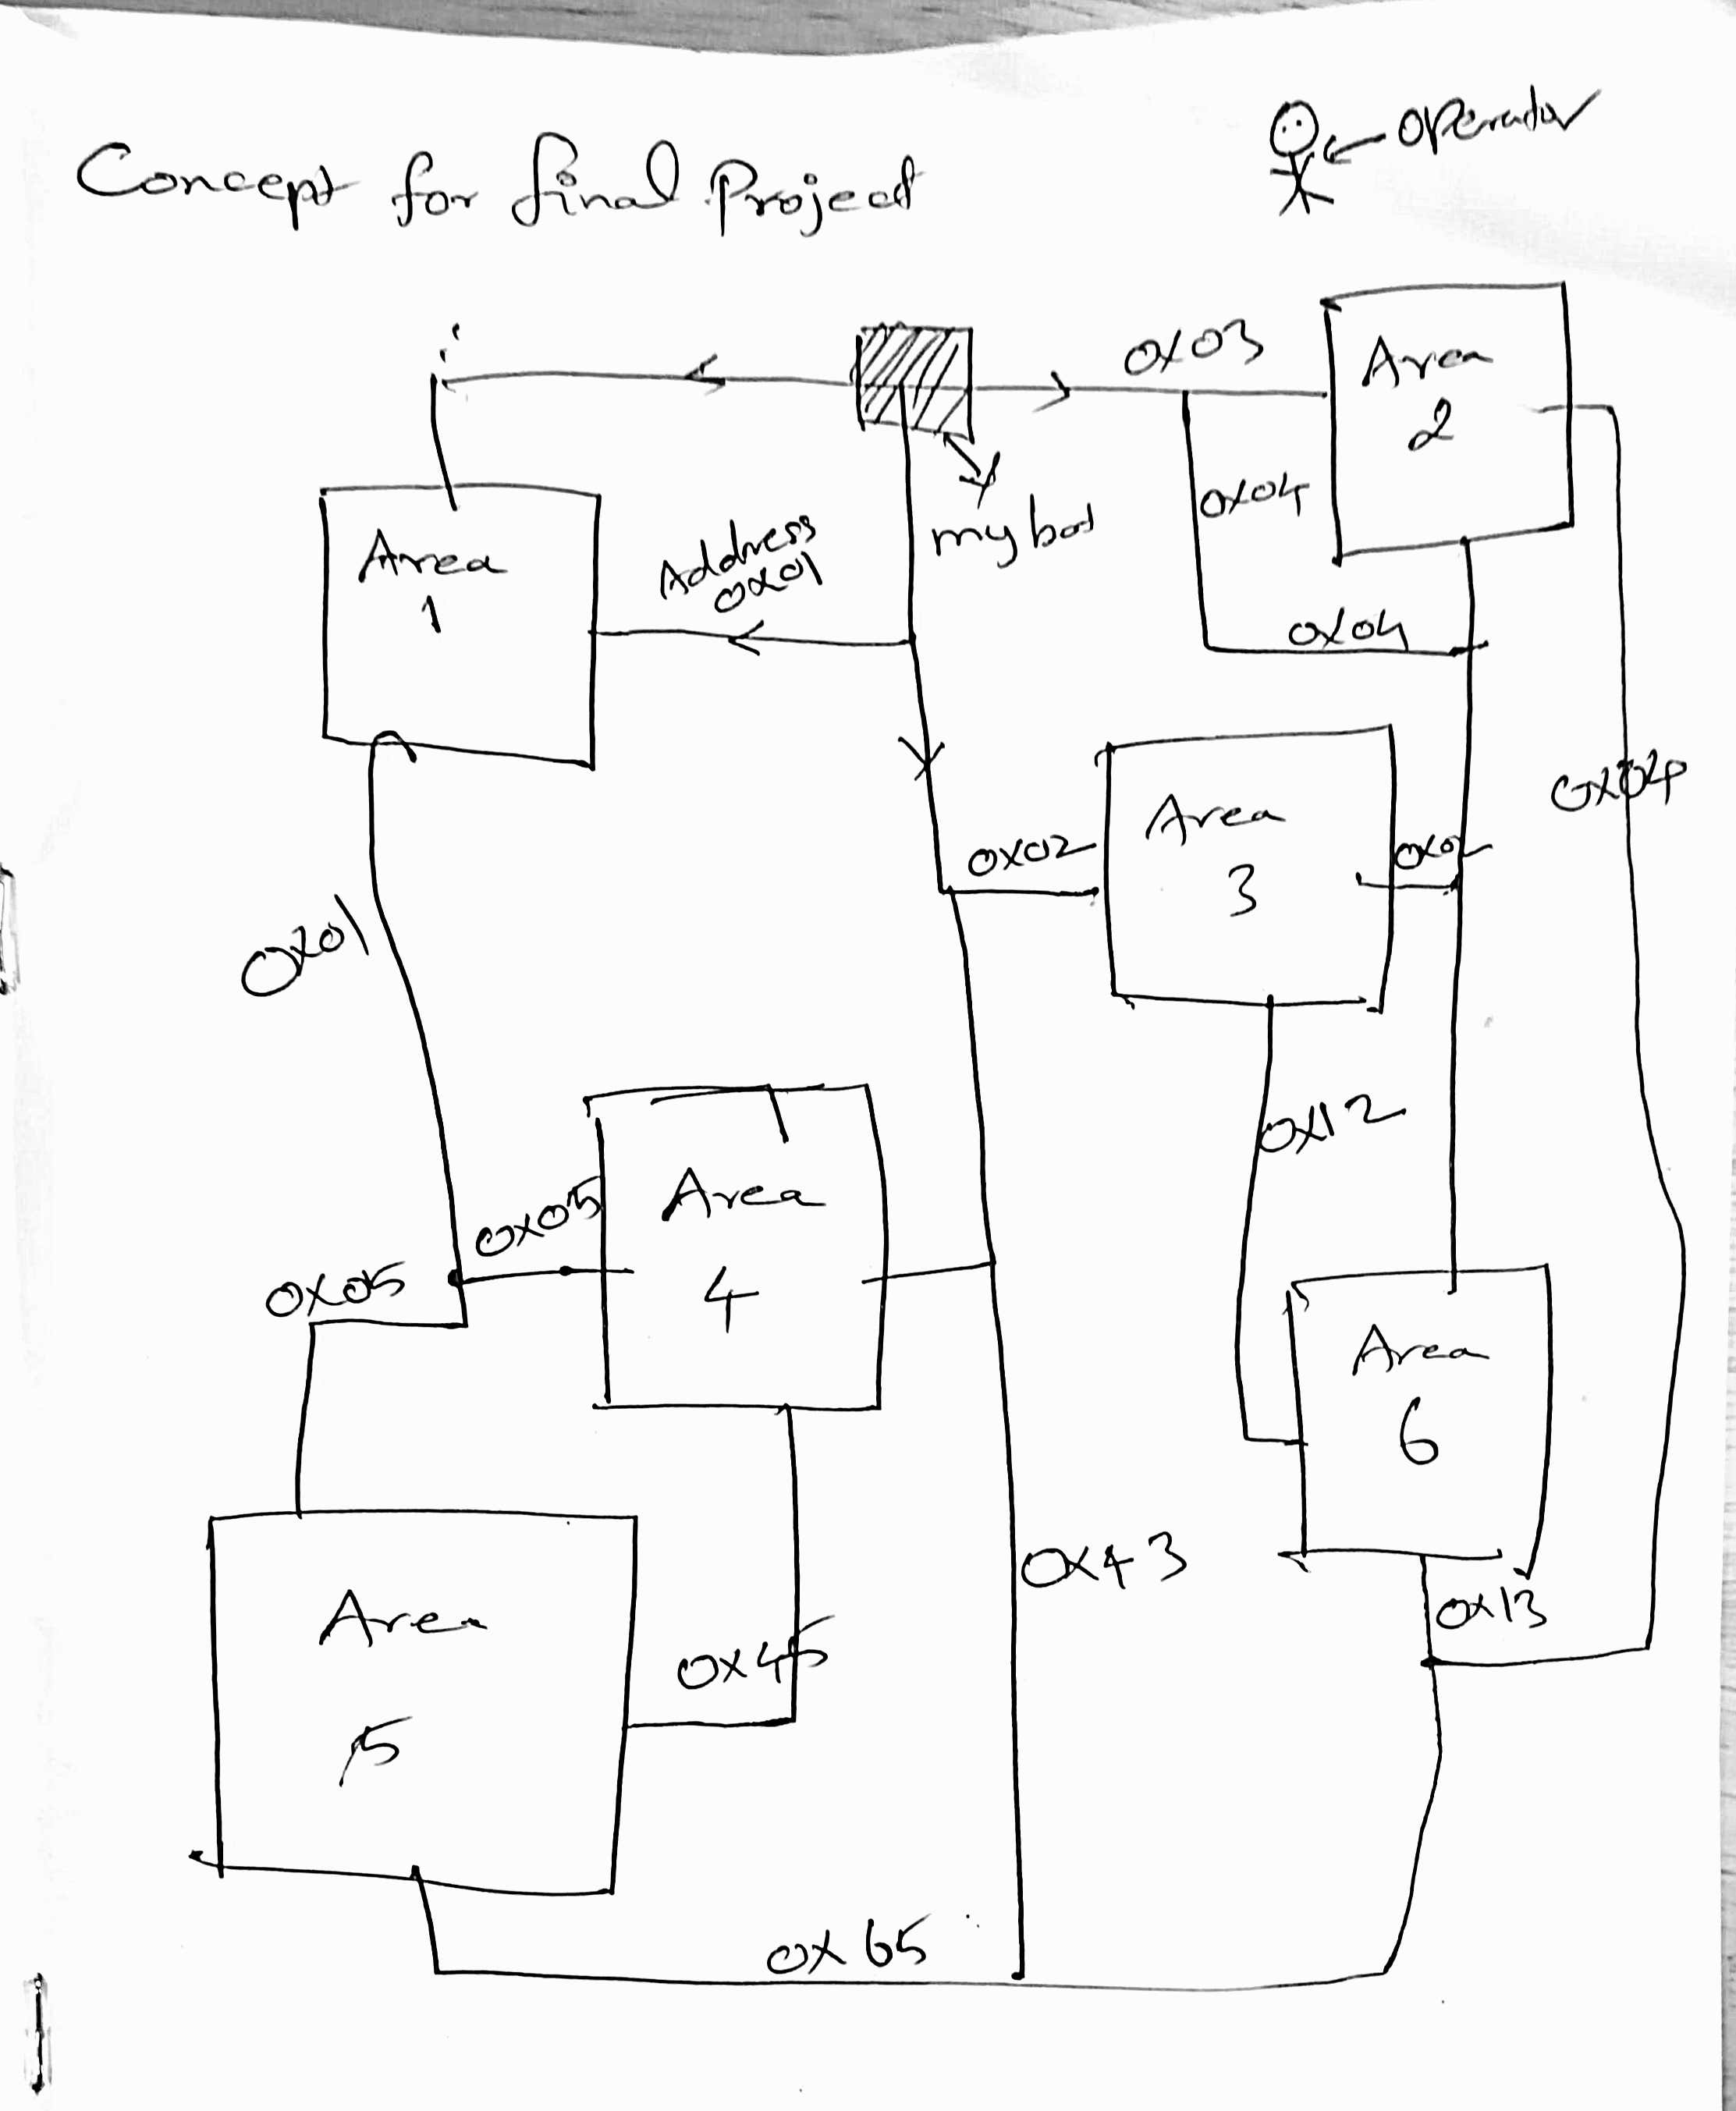 Concept for final Project
operator
0x03
Area
2
0x04
my bot
Address
0x01
Area
1
0x04
0x04
Area
3
0x02
0x02
0x01
0x12
Area
4
0x05
0x05
Area
6
0x43
0x13
Area
5
0x45
0x65